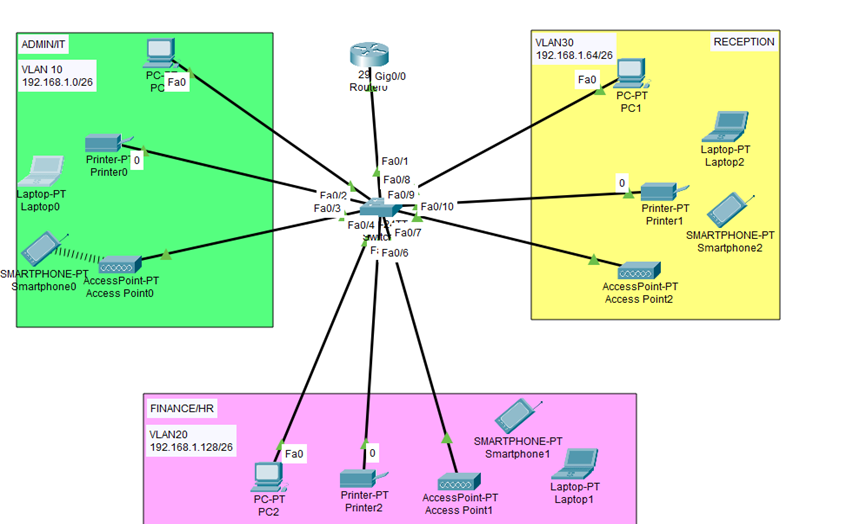 ADMIN/IT
VLAN 10
192.168.1.0/26
PC-PT
Fa0
Printer-PT
Printer0
0
Laptop-PT
Laptop0
SMARTPHONE-PT
Smartphone0
AccessPoint-PT
Access Point0
Gig0/0
Fa0/1
Fa0/8
Fa0/9
Fa0/2
Fa0/3
Fa0/10
Fa0/4
Fa0/7
Fa0/6
VLAN30
192.168.1.64/26
RECEPTION
Fa0
PC-PT
PC1
Laptop-PT
Laptop2
0
Printer-PT
Printer1
SMARTPHONE-PT
Smartphone2
AccessPoint-PT
Access Point2
FINANCE/HR
VLAN20
192.168.1.128/26
Fa0
PC-PT
PC2
0
Printer-PT
Printer2
AccessPoint-PT
Access Point1
SMARTPHONE-PT
Smartphone1
Laptop-PT
Laptop1